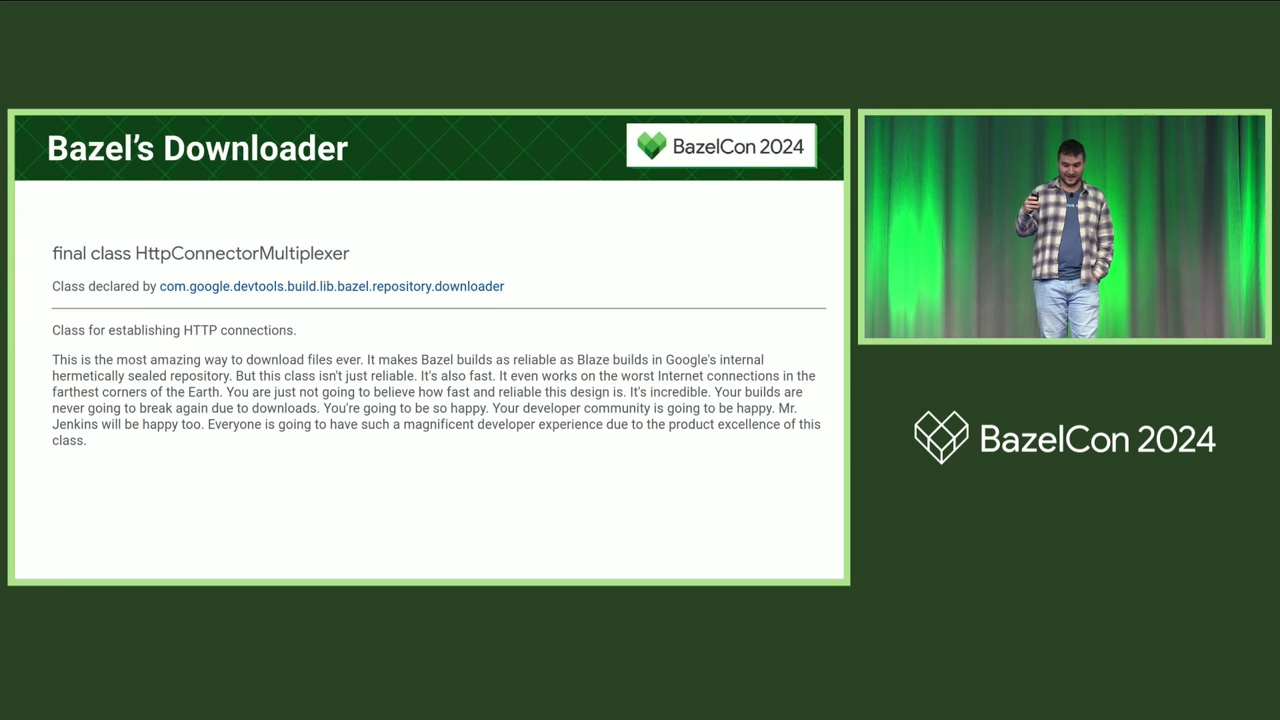 Bazel's Downloader
BazelCon 2024
final class HttpConnectorMultiplexer
Class declared by com.google.devtools.build.lib.bazel.repository.downloader
Class for establishing HTTP connections.
This is the most amazing way to download files ever. It makes Bazel builds as reliable as Blaze builds in Google's internal
hermetically sealed repository. But this class isn't just reliable. It's also fast. It even works on the worst Internet connections in the
farthest corners of the Earth. You are just not going to believe how fast and reliable this design is. It's incredible. Your builds are
never going to break again due to downloads. You're going to be so happy. Your developer community is going to be happy. Mr.
Jenkins will be happy too. Everyone is going to have such a magnificent developer experience due to the product excellence of this
class.
BazelCon 2024